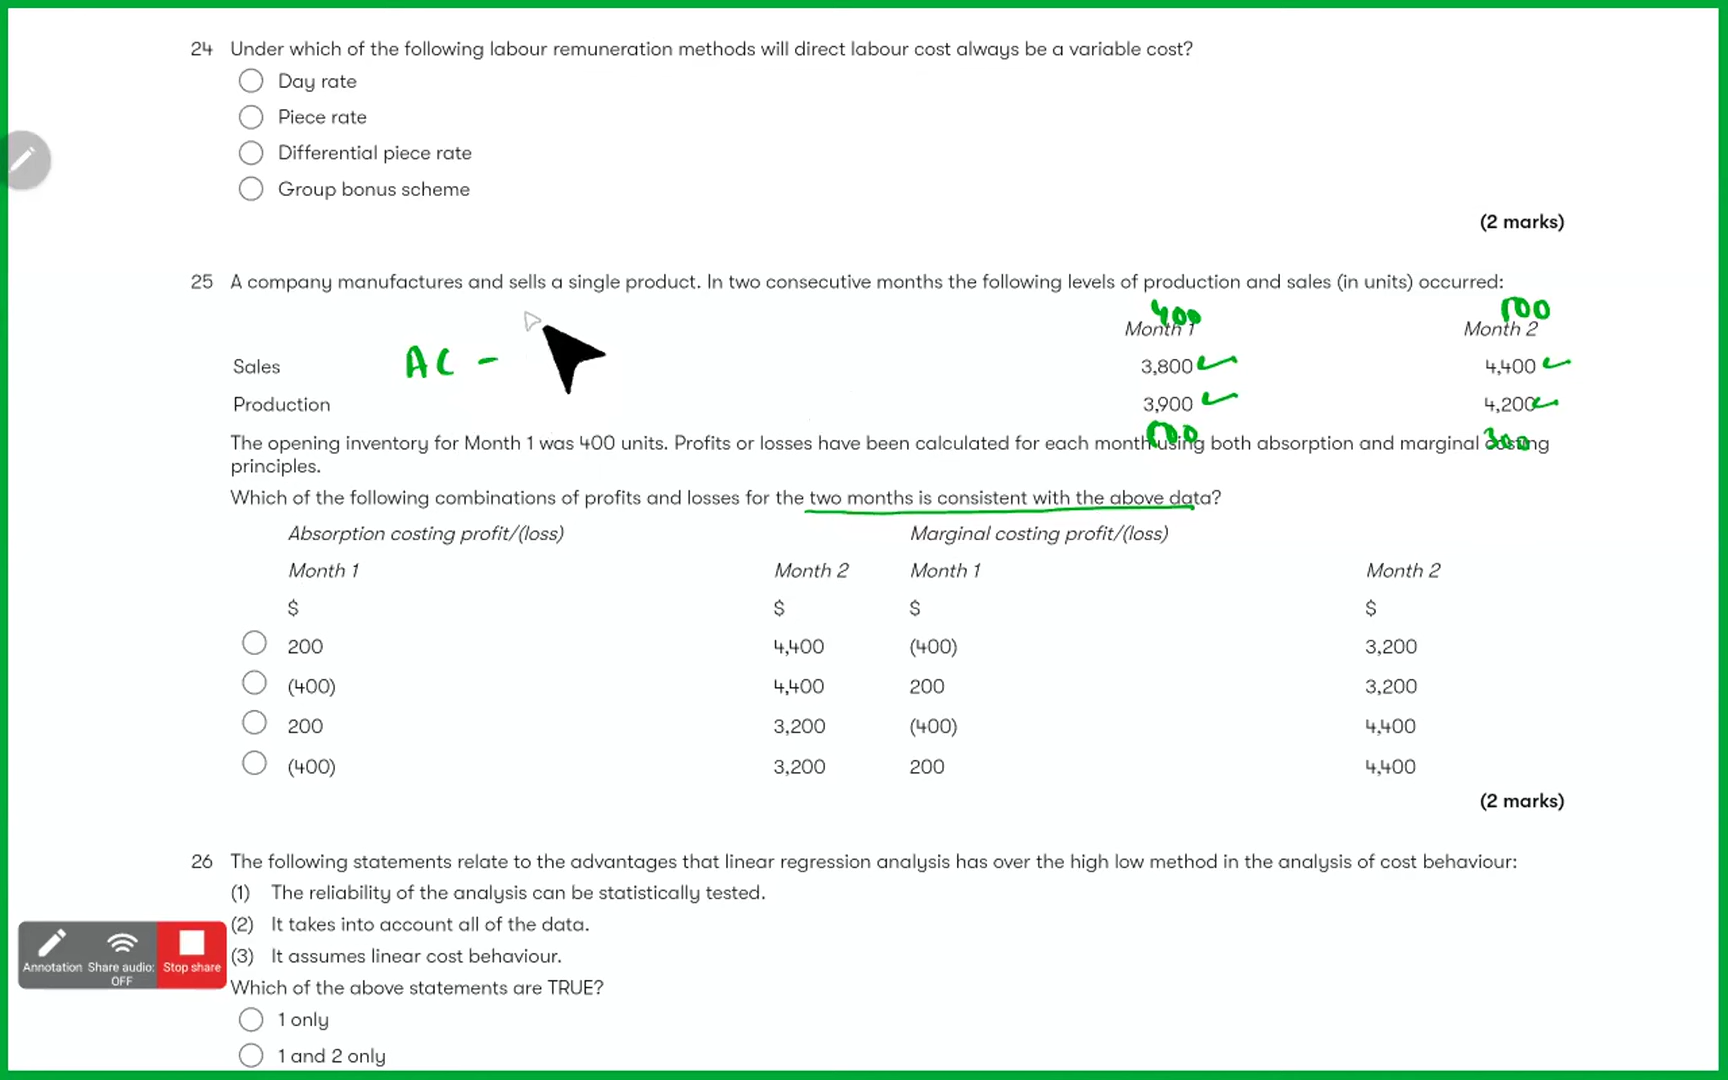 24 Under which of the following labour remuneration methods will direct labour cost always be a variable cost?
Day rate
Piece rate
Differential piece rate
Group bonus scheme
(2 marks)
25 A company manufactures and sells a single product. In two consecutive months the following levels of production and sales (in units) occurred:
400
Month 1 Month 2
Sales AC - 3,800 4,400
Production 3,900 4,200
The opening inventory for Month 1 was 400 units. Profits or losses have been calculated for each month using both absorption and marginal costing
300
principles.
Which of the following combinations of profits and losses for the two months is consistent with the above data?
Absorption costing profit/(loss) Marginal costing profit/(loss)
Month 1 Month 2 Month 1 Month 2
$ $ $ $
200 4,400 (400) 3,200
(400) 4,400 200 3,200
200 3,200 (400) 4,400
(400) 3,200 200 4,400
(2 marks)
26 The following statements relate to the advantages that linear regression analysis has over the high low method in the analysis of cost behaviour:
(1) The reliability of the analysis can be statistically tested.
(2) It takes into account all of the data.
(3) It assumes linear cost behaviour.
Annotation Share audio: OFF Stop share
Which of the above statements are TRUE?
1 only
1 and 2 only